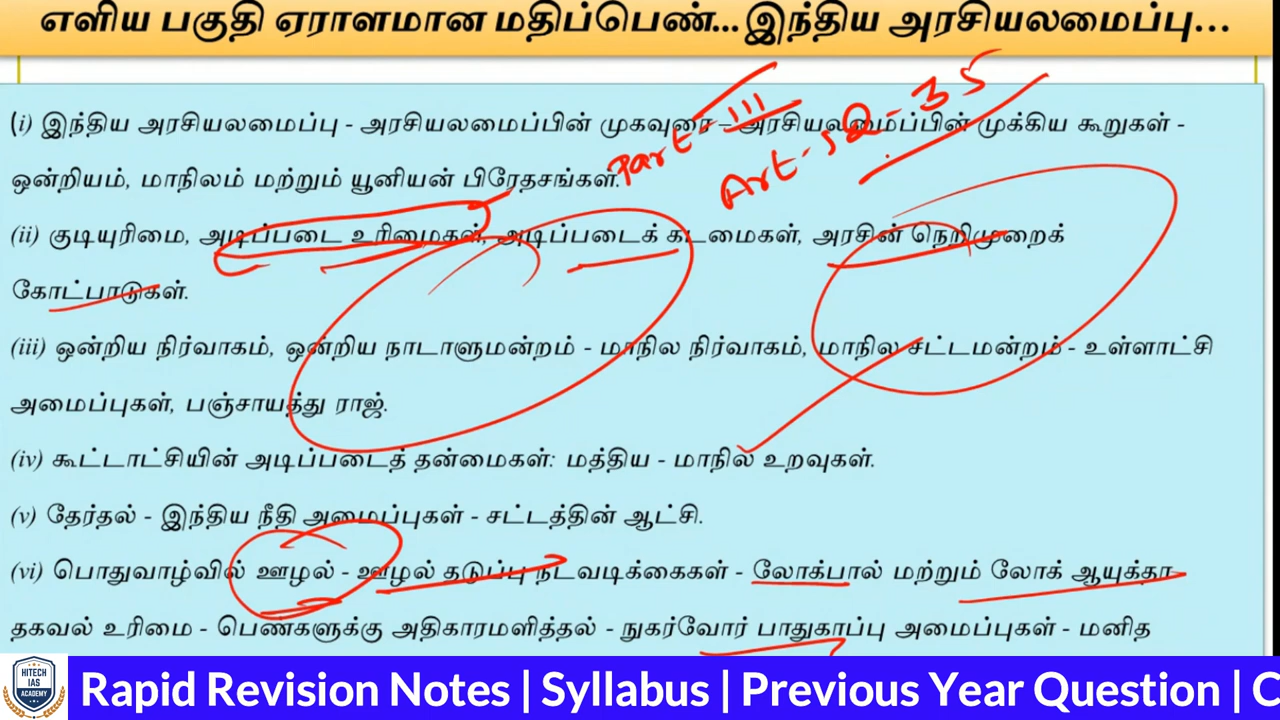 எளிய பகுதி ஏராளமான மதிப்பெண்...இந்திய அரசியலமைப்பு...
Part-III
Art-12-35
(i) இந்திய அரசியலமைப்பு - அரசியலமைப்பின் முகவுரை – அரசியலமைப்பின் முக்கிய கூறுகள் -
ஒன்றியம், மாநிலம் மற்றும் யூனியன் பிரேதசங்கள்.
(ii) குடியுரிமை, அடிப்படை உரிமைகள், அடிப்படைக் கடமைகள், அரசின் நெறிமுறைக்
கோட்பாடுகள்.
(iii) ஒன்றிய நிர்வாகம், ஒன்றிய நாடாளுமன்றம் - மாநில நிர்வாகம், மாநில சட்டமன்றம் - உள்ளாட்சி
அமைப்புகள், பஞ்சாயத்து ராஜ்.
(iv) கூட்டாட்சியின் அடிப்படைத் தன்மைகள்: மத்திய - மாநில உறவுகள்.
(v) தேர்தல் - இந்திய நீதி அமைப்புகள் - சட்டத்தின் ஆட்சி.
(vi) பொதுவாழ்வில் ஊழல் - ஊழல் தடுப்பு நடவடிக்கைகள் - லோக்பால் மற்றும் லோக் ஆயுக்தா
தகவல் உரிமை - பெண்களுக்கு அதிகாரமளித்தல் - நுகர்வோர் பாதுகாப்பு அமைப்புகள் - மனித
HITECH
IAS
ACADEMY
Rapid Revision Notes | Syllabus | Previous Year Question | C